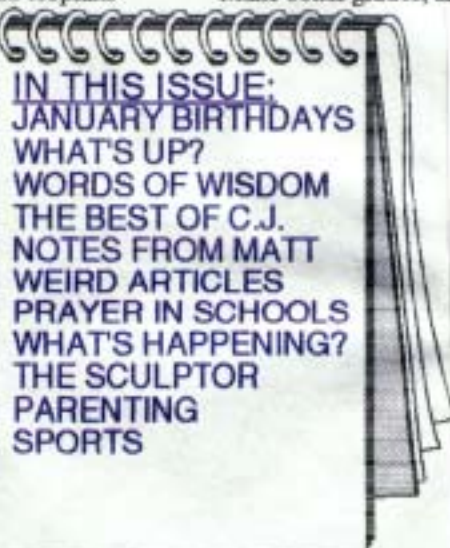 IN THIS ISSUE:
JANUARY BIRTHDAYS
WHAT'S UP?
WORDS OF WISDOM
THE BEST OF C.J.
NOTES FROM MATT
WEIRD ARTICLES
PRAYER IN SCHOOLS
WHAT'S HAPPENING?
THE SCULPTOR
PARENTING
SPORTS